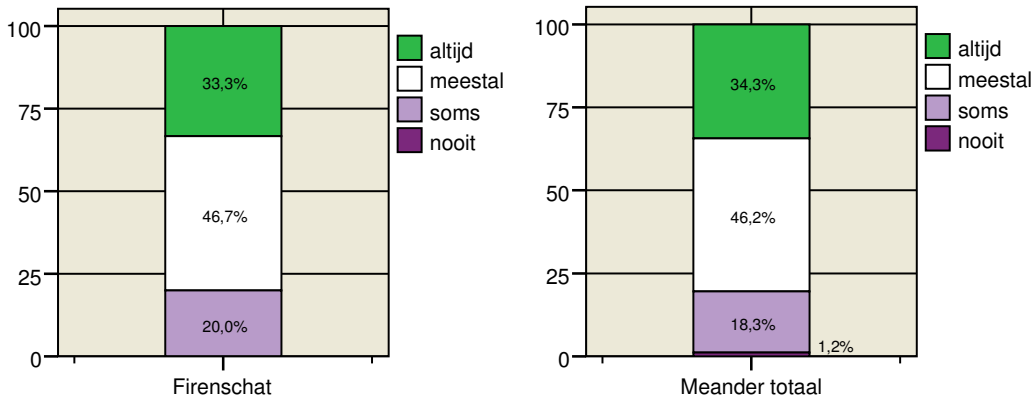 100
75
50
25
0
33,3%
46,7%
20,0%
Firenschat
altijd
meestal
soms
nooit
100
75
50
25
0
34,3%
46,2%
18,3%
1,2%
Meander totaal
altijd
meestal
soms
nooit